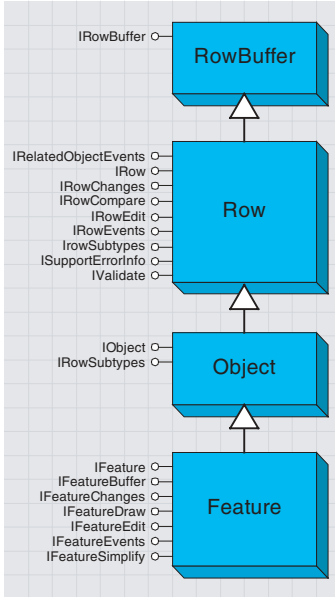 IRowBuffer
RowBuffer
IRelatedObjectEvents
IRow
IRowChanges
IRowCompare
IRowEdit
IRowEvents
IrowSubtypes
ISupportErrorInfo
IValidate
Row
IObject
IRowSubtypes
Object
IFeature
IFeatureBuffer
IFeatureChanges
IFeatureDraw
IFeatureEdit
IFeatureEvents
IFeatureSimplify
Feature